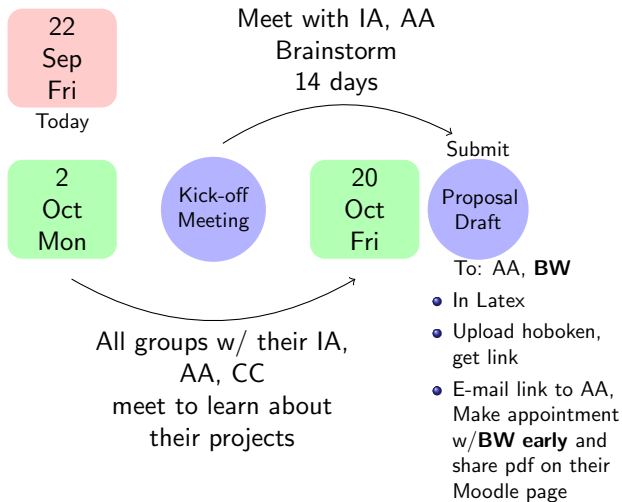 22
Sep
Fri
Today
Meet with IA, AA
Brainstorm
14 days
2
Oct
Mon
Kick-off
Meeting
20
Oct
Fri
Submit
Proposal
Draft
To: AA, BW
In Latex
Upload hoboken,
get link
E-mail link to AA,
Make appointment
w/BW early and
share pdf on their
Moodle page
All groups w/ their IA,
AA, CC
meet to learn about
their projects